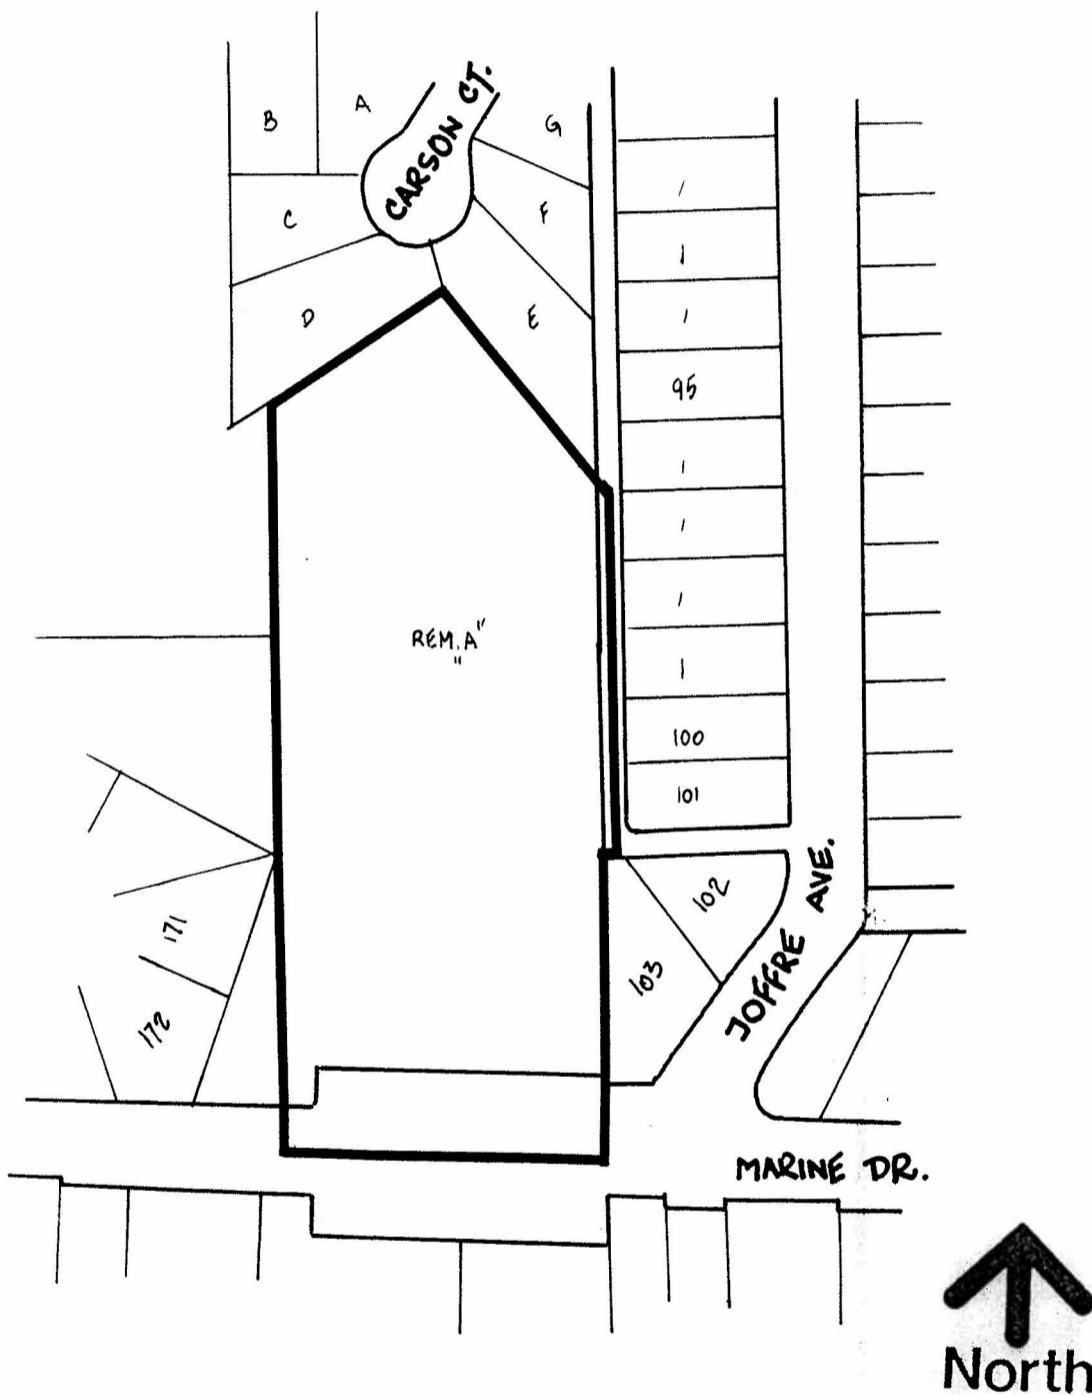 CARSON CT.
B
A
G
C
F
D
E
1
1
1
95
1
1
1
1
100
101
REM. "A"
102
103
171
172
JOFFRE AVE.
MARINE DR.
North